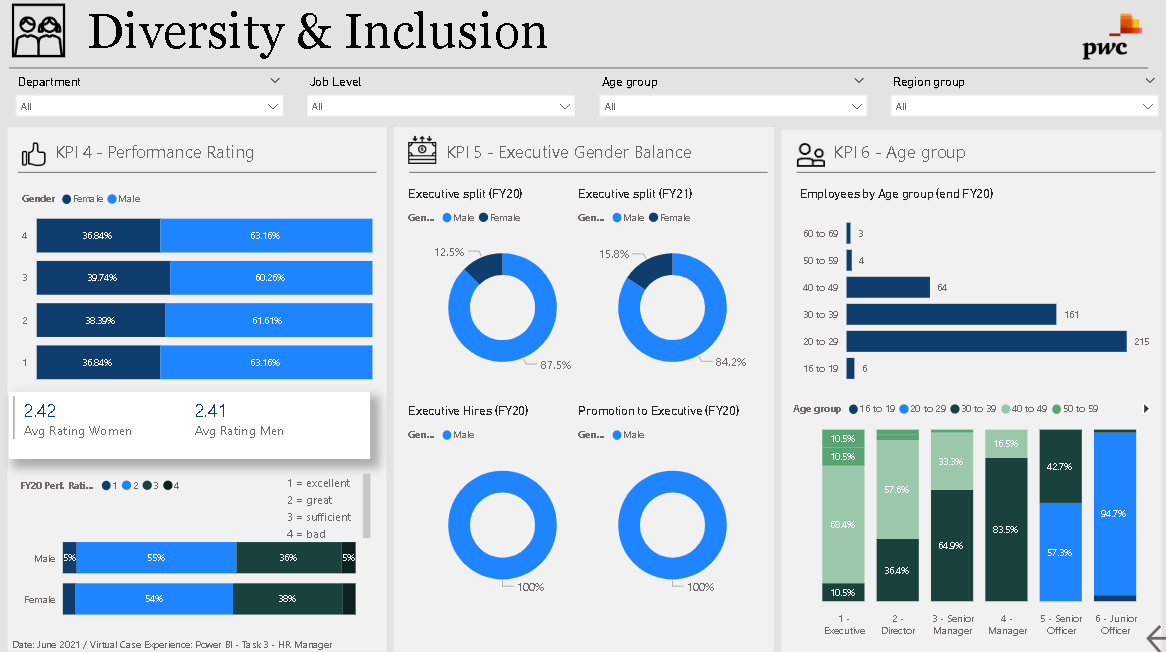 Diversity & Inclusion
pwc
Department
Job Level
Age group
Region group
All
All
All
All
KPI 4 - Performance Rating
Gender Female Male
4 36.84% 63.16%
3 39.74% 60.26%
2 38.39% 61.61%
1 36.84% 63.16%
2.42
Avg Rating Women
2.41
Avg Rating Men
FY20 Perf. Rati... 1 2 3 4
1 = excellent
2 = great
3 = sufficient
4 = bad
Male 5% 55% 36% 5%
Female 54% 38%
Date: June 2021 / Virtual Case Experience: Power BI - Task 3 - HR Manager
KPI 5 - Executive Gender Balance
Executive split (FY20)
Gen... Male Female
12.5%
87.5%
Executive split (FY21)
Gen... Male Female
15.8%
84.2%
Executive Hires (FY20)
Gen... Male
100%
Promotion to Executive (FY20)
Gen... Male
100%
KPI 6 - Age group
Employees by Age group (end FY20)
60 to 69 3
50 to 59 4
40 to 49 64
30 to 39 161
20 to 29 215
16 to 19 6
Age group 16 to 19 20 to 29 30 to 39 40 to 49 50 to 59
10.5%
10.5%
68.4%
10.5%
1 -
Executive
57.6%
36.4%
2 -
Director
33.3%
64.9%
3 - Senior
Manager
16.5%
83.5%
4 -
Manager
42.7%
57.3%
5 - Senior
Officer
94.7%
6 - Junior
Officer